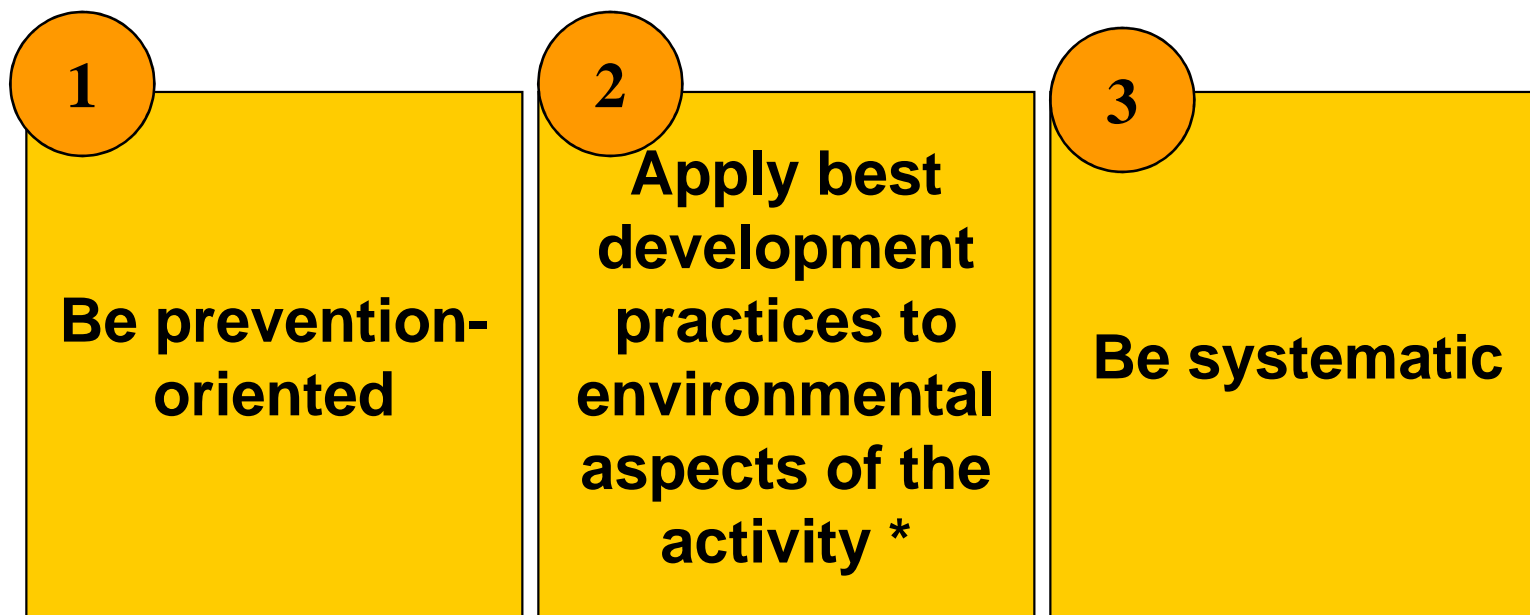 1
Be prevention-
oriented
2
Apply best
development
practices to
environmental
aspects of the
activity *
3
Be systematic